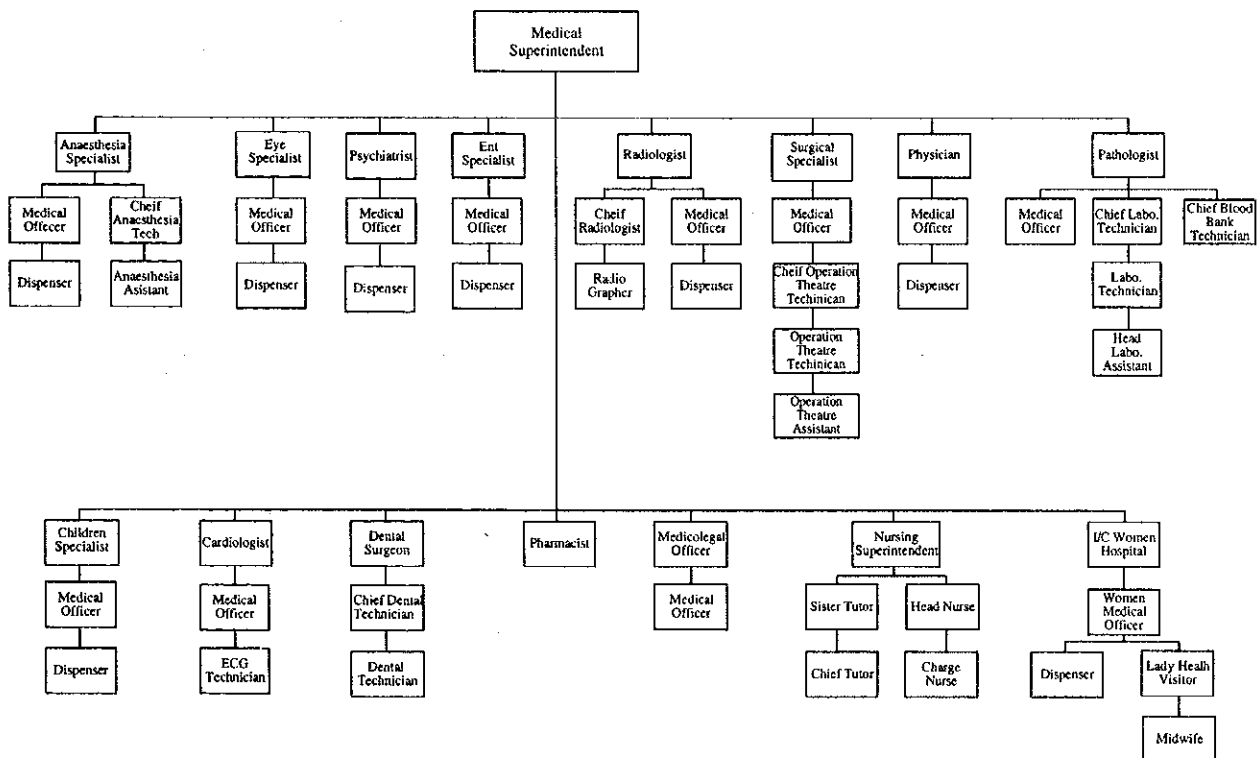 Medical
Superintendent
Anaesthesia
Specialist
Eye
Specialist
Psychiatrist
Ent
Specialist
Radiologist
Surgical
Specialist
Physician
Pathologist
Medical
Offecer
Cheif
Anaesthesia
Tech
Medical
Officer
Medical
Officer
Medical
Officer
Cheif
Radiologist
Medical
Officer
Medical
Officer
Medical
Officer
Medical
Officer
Chief Labo.
Technician
Chief Blood
Bank
Technician
Dispenser
Anaesthesia
Asistant
Dispenser
Dispenser
Dispenser
Radio
Grapher
Dispenser
Cheif Operation
Theatre
Techinican
Dispenser
Labo.
Technician
Operation
Theatre
Techinican
Head
Labo.
Assistant
Operation
Theatre
Assistant
Children
Specialist
Cardiologist
Dental
Surgeon
Pharmacist
Medicolegal
Officer
Nursing
Superintendent
I/C Women
Hospital
Medical
Officer
Medical
Officer
Chief Dental
Technician
Medical
Officer
Sister Tutor
Head Nurse
Women
Medical
Officer
Dispenser
ECG
Technician
Dental
Technician
Chief Tutor
Charge
Nurse
Dispenser
Lady Healh
Visitor
Midwife